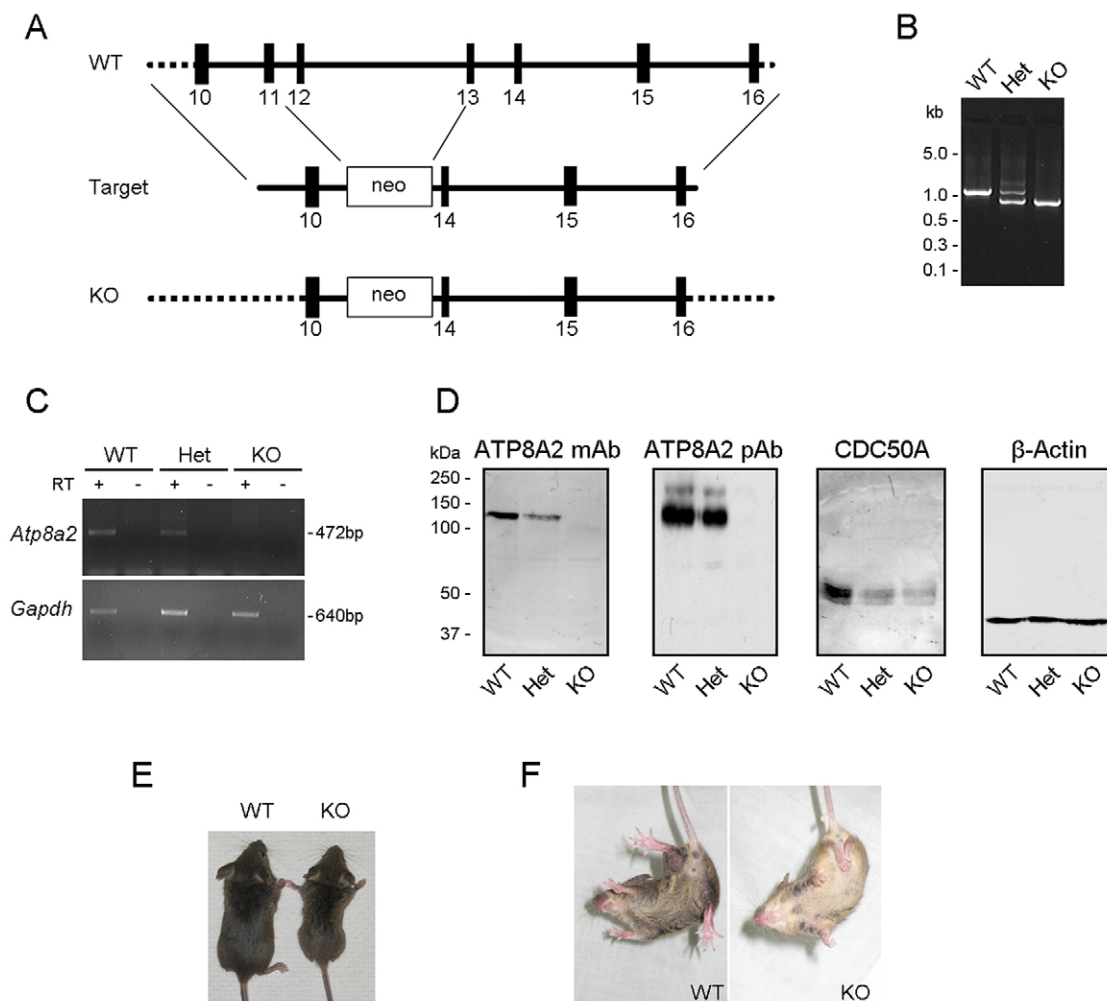 A
WT
10 11 12 13 14 15 16
Target
neo
10 14 15 16
KO
neo
10 14 15 16
B
WT Het KO
kb
5.0 -
1.0 -
0.5 -
0.3 -
0.1 -
C
WT Het KO
RT + - + - + -
Atp8a2 -472bp
Gapdh -640bp
D
kDa ATP8A2 mAb ATP8A2 pAb CDC50A β-Actin
250 -
150 -
100 -
50 -
37 -
WT Het KO WT Het KO WT Het KO WT Het KO
E
WT KO
F
WT KO